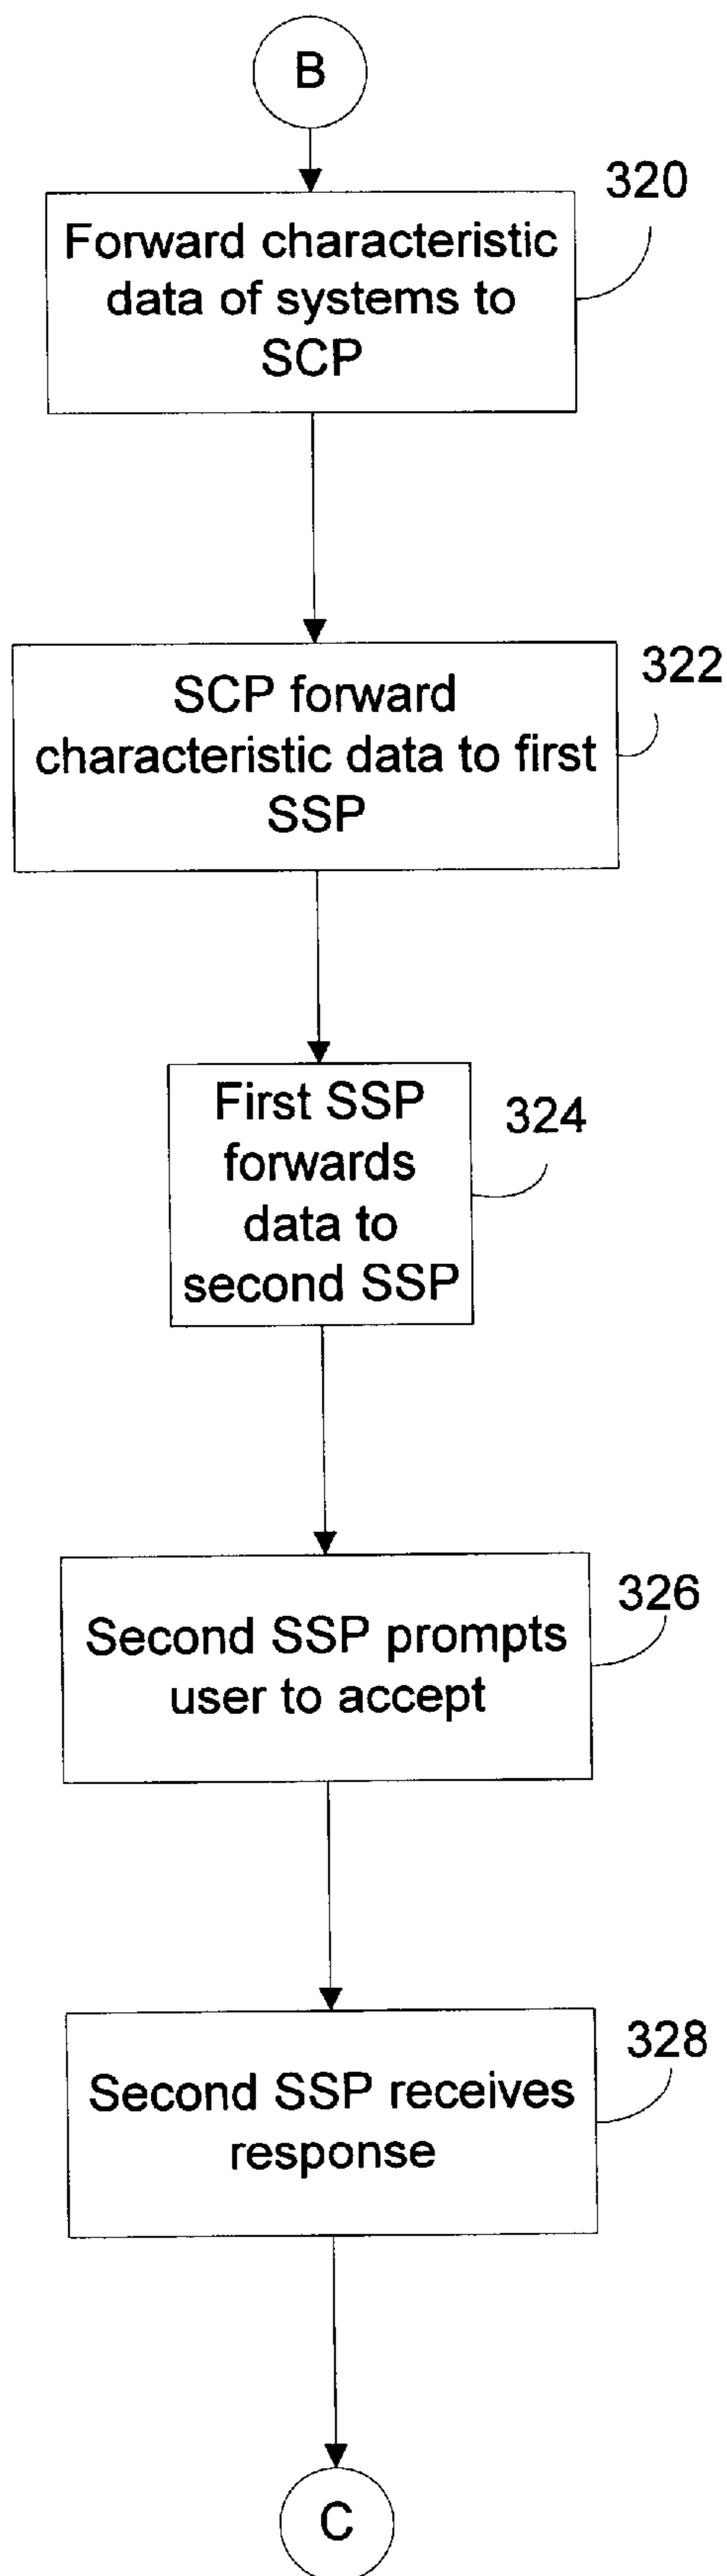 B
320
Forward characteristic
data of systems to
SCP
322
SCP forward
characteristic data to first
SSP
324
First SSP
forwards
data to
second SSP
326
Second SSP prompts
user to accept
328
Second SSP receives
response
C